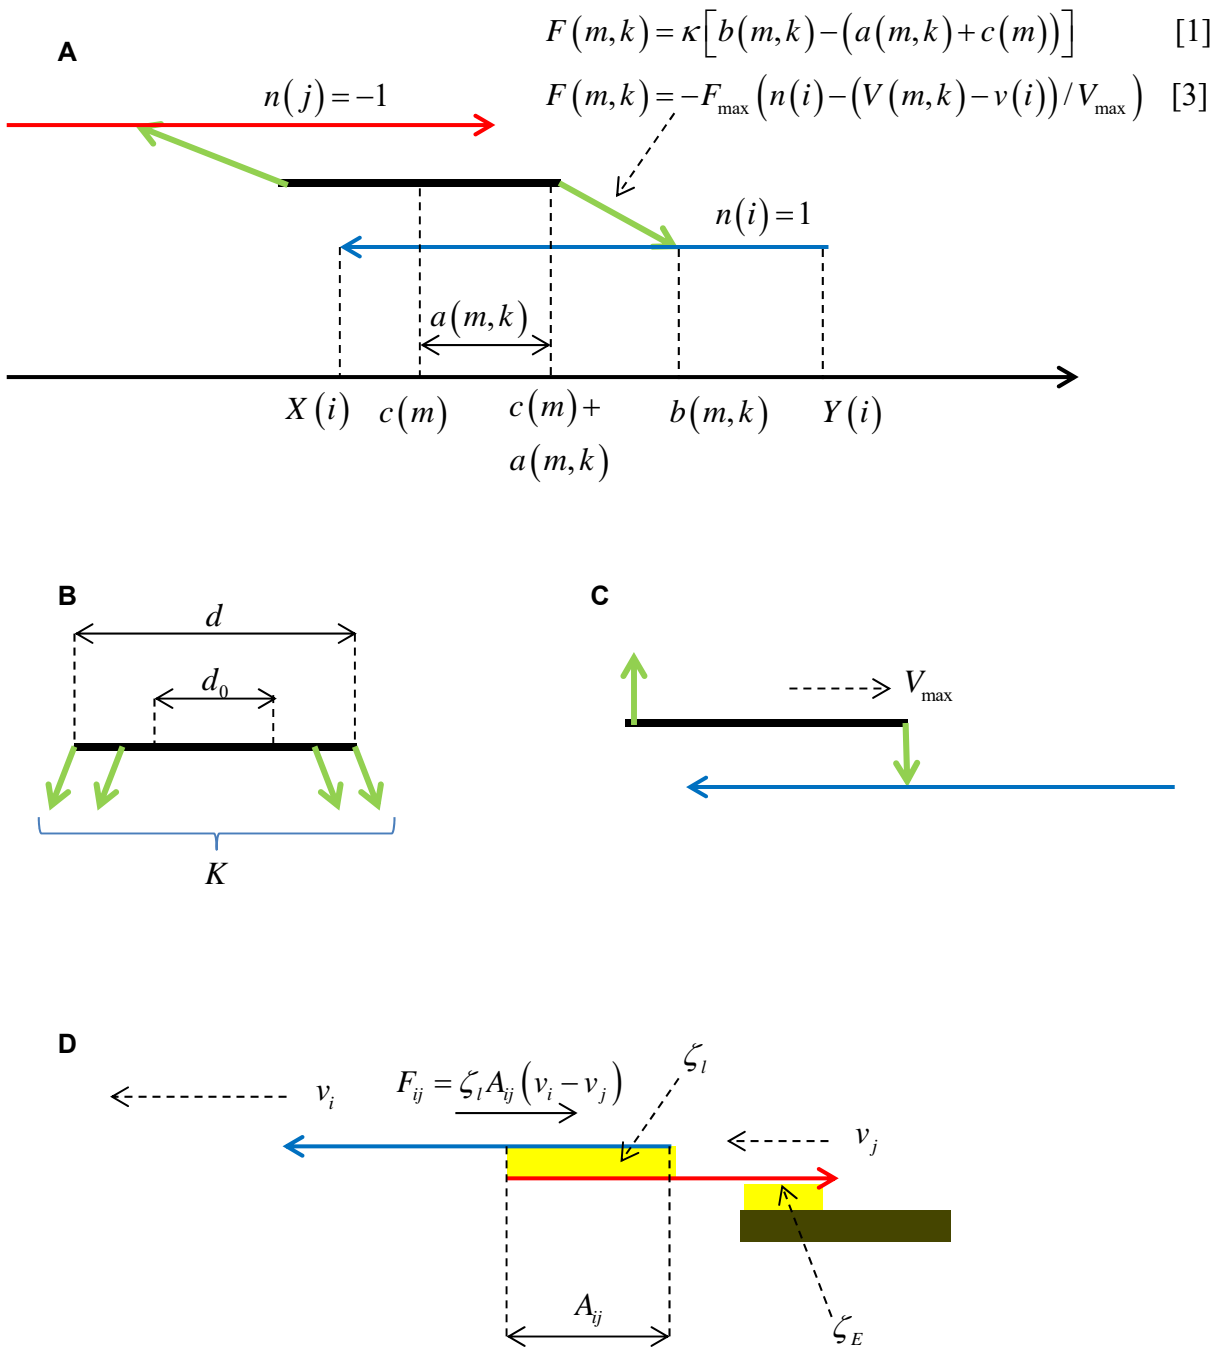 A
F(m,k) = κ[b(m,k) − (a(m,k) + c(m))] [1]
n(j) = −1
F(m,k) = −F_max(n(i) − (V(m,k) − v(i))/V_max) [3]
n(i) = 1
a(m,k)
X(i) c(m) c(m)+ b(m,k) Y(i)
a(m,k)
B
d
d_0
K
C
V_max
D
ζ_l
v_i
F_ij = ζ_l A_ij (v_i − v_j)
v_j
A_ij
ζ_E